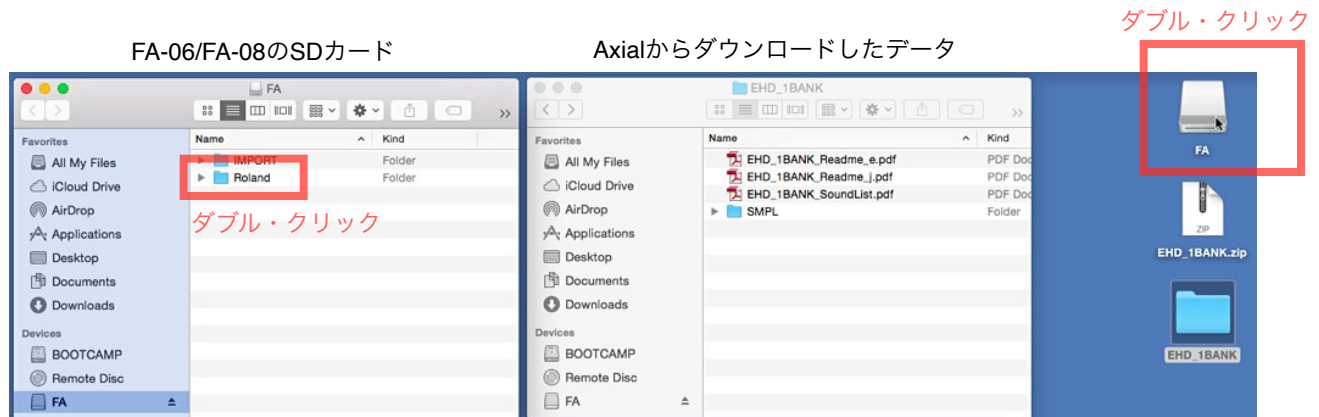 ダブル・クリック
FA-06/FA-08のSDカード
Axialからダウンロードしたデータ
FA
Favorites
All My Files
iCloud Drive
AirDrop
Applications
Desktop
Documents
Downloads
Devices
BOOTCAMP
Remote Disc
FA
Name Kind
IMPORT Folder
Roland Folder
ダブル・クリック
EHD_1BANK
Favorites
All My Files
iCloud Drive
AirDrop
Applications
Desktop
Documents
Downloads
Devices
BOOTCAMP
Remote Disc
FA
Name Kind
EHD_1BANK_Readme_e.pdf PDF Doc
EHD_1BANK_Readme_j.pdf PDF Doc
EHD_1BANK_SoundList.pdf PDF Doc
SMPL Folder
FA
ZIP
EHD_1BANK.zip
EHD_1BANK